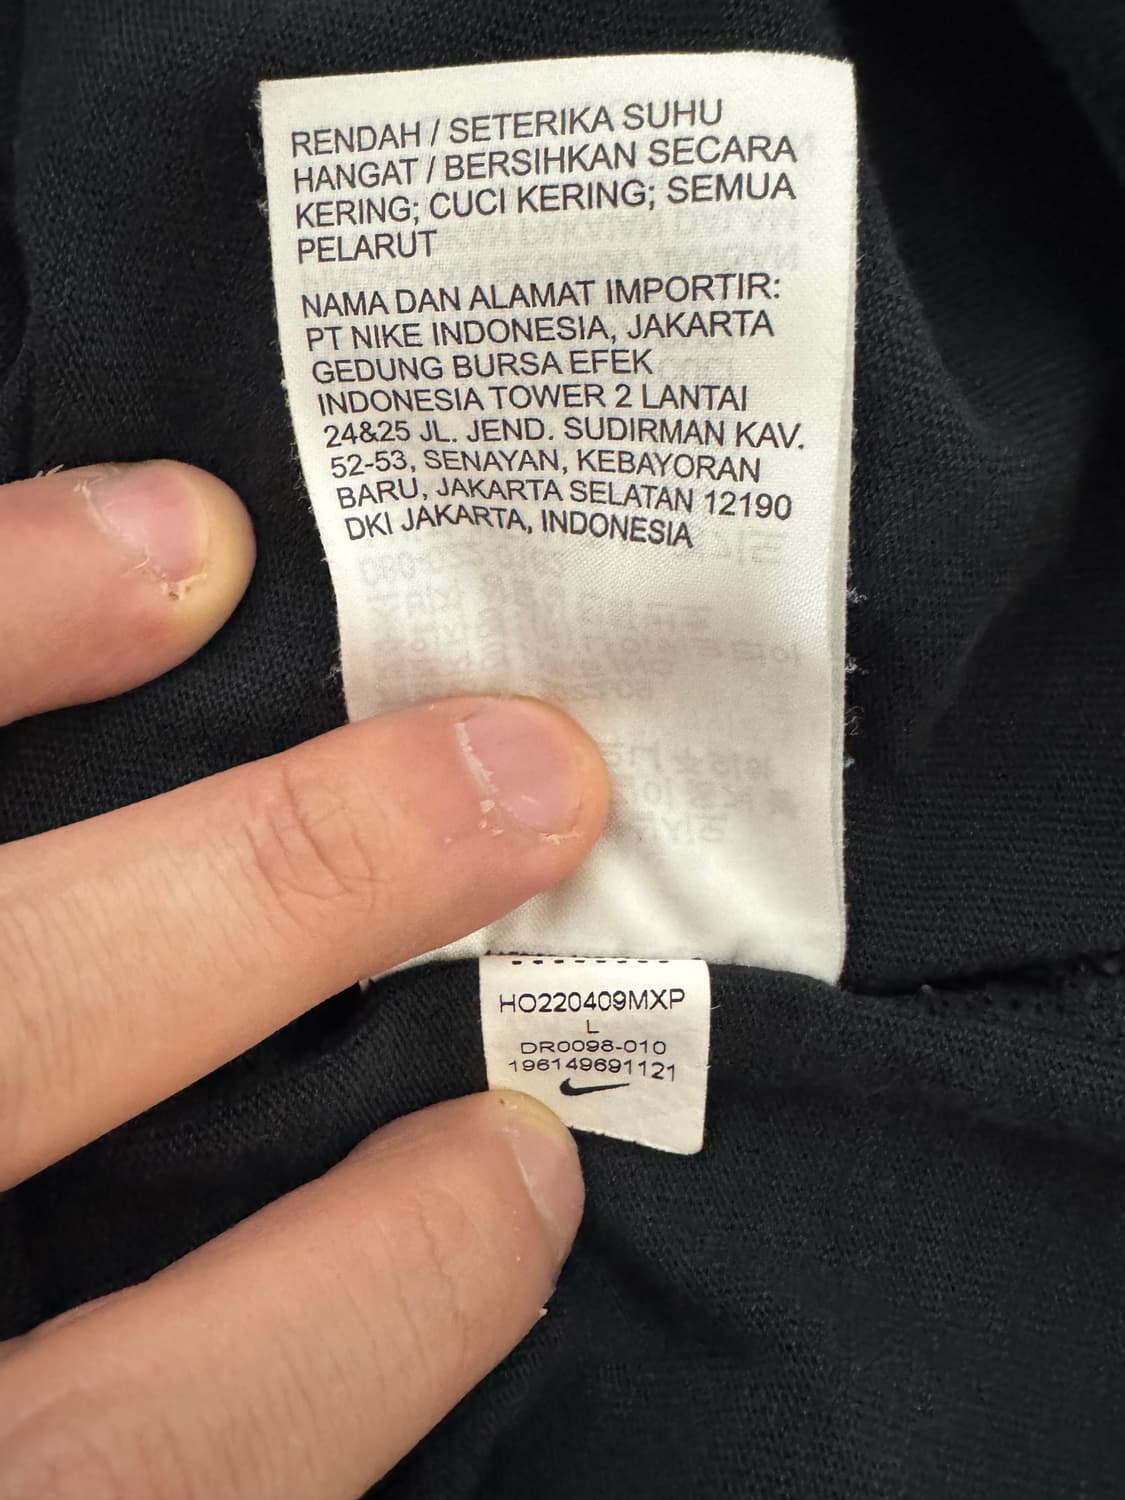 RENDAH / SETERIKA SUHU
HANGAT / BERSIHKAN SECARA
KERING; CUCI KERING; SEMUA
PELARUT
NAMA DAN ALAMAT IMPORTIR:
PT NIKE INDONESIA, JAKARTA
GEDUNG BURSA EFEK
INDONESIA TOWER 2 LANTAI
24&25 JL. JEND. SUDIRMAN KAV.
52-53, SENAYAN, KEBAYORAN
BARU, JAKARTA SELATAN 12190
DKI JAKARTA, INDONESIA
HO220409MXP
L
DR0098-010
196149691121